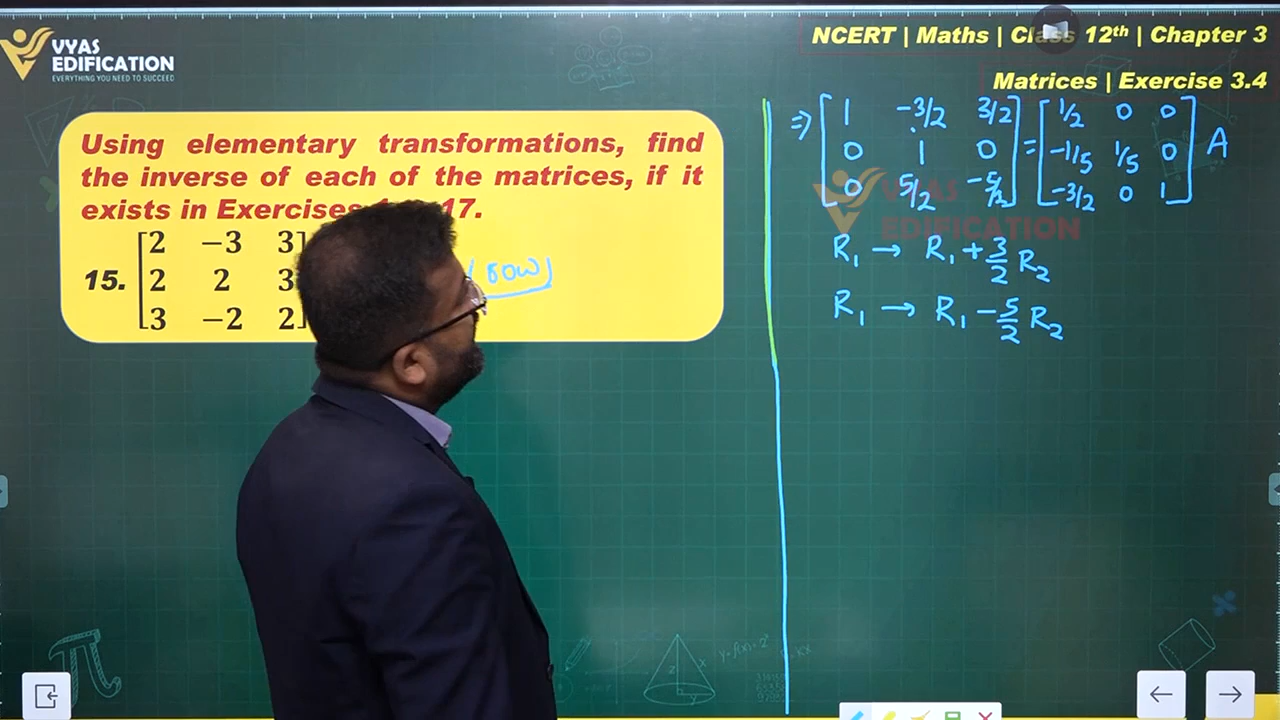 VYAS
EDIFICATION
EVERYTHING YOU NEED TO SUCCEED
NCERT | Maths | Class 12th | Chapter 3
Matrices | Exercise 3.4
Using elementary transformations, find
the inverse of each of the matrices, if it
exists in Exercises 17.
15. [2 −3 3]
[2 2 3
[3 −2 2]
(ROW)
⇒ [1 -3/2 3/2] = [1/2 0 0] A
[0 1 0] [-1/5 1/5 0]
[0 5/2 -5/2] [-3/2 0 1]
R₁ → R₁ + 3/2 R₂
R₁ → R₁ − 5/2 R₂
VYAS
EDIFICATION